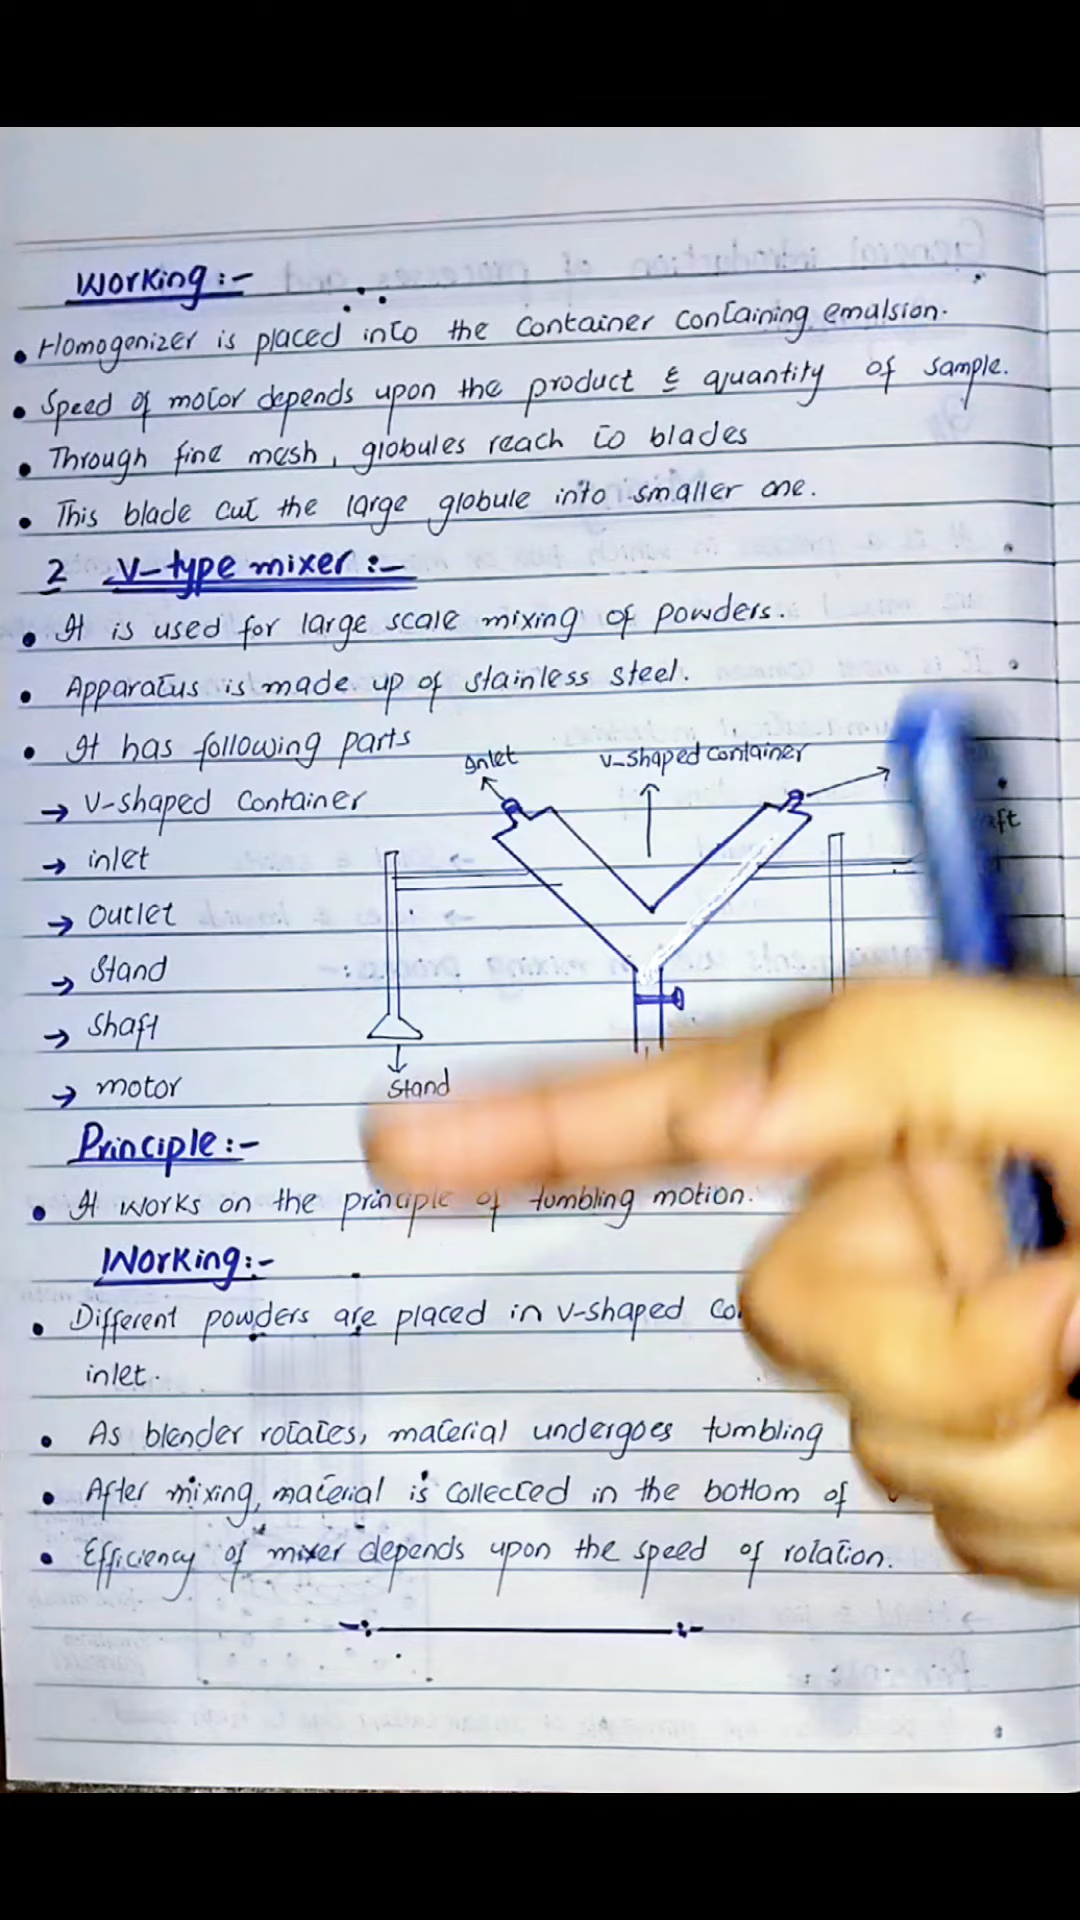 Working:-
• Homogenizer is placed into the container containing emulsion.
• Speed of motor depends upon the product & quantity of sample.
• Through fine mesh, globules reach to blades
• This blade cut the large globule into smaller one.
2 V-type mixer:-
• It is used for large scale mixing of powders.
• Apparatus is made up of stainless steel.
• It has following parts
Inlet V-shaped container
→ V-shaped container
→ inlet
→ outlet
→ Stand
→ Shaft
→ motor
Stand
Principle:-
• It works on the principle of tumbling motion.
Working:-
• Different powders are placed in V-shaped
inlet.
• As blender rotates, material undergoes tumbling
• After mixing, material is collected in the bottom of
• Efficiency of mixer depends upon the speed of rotation.